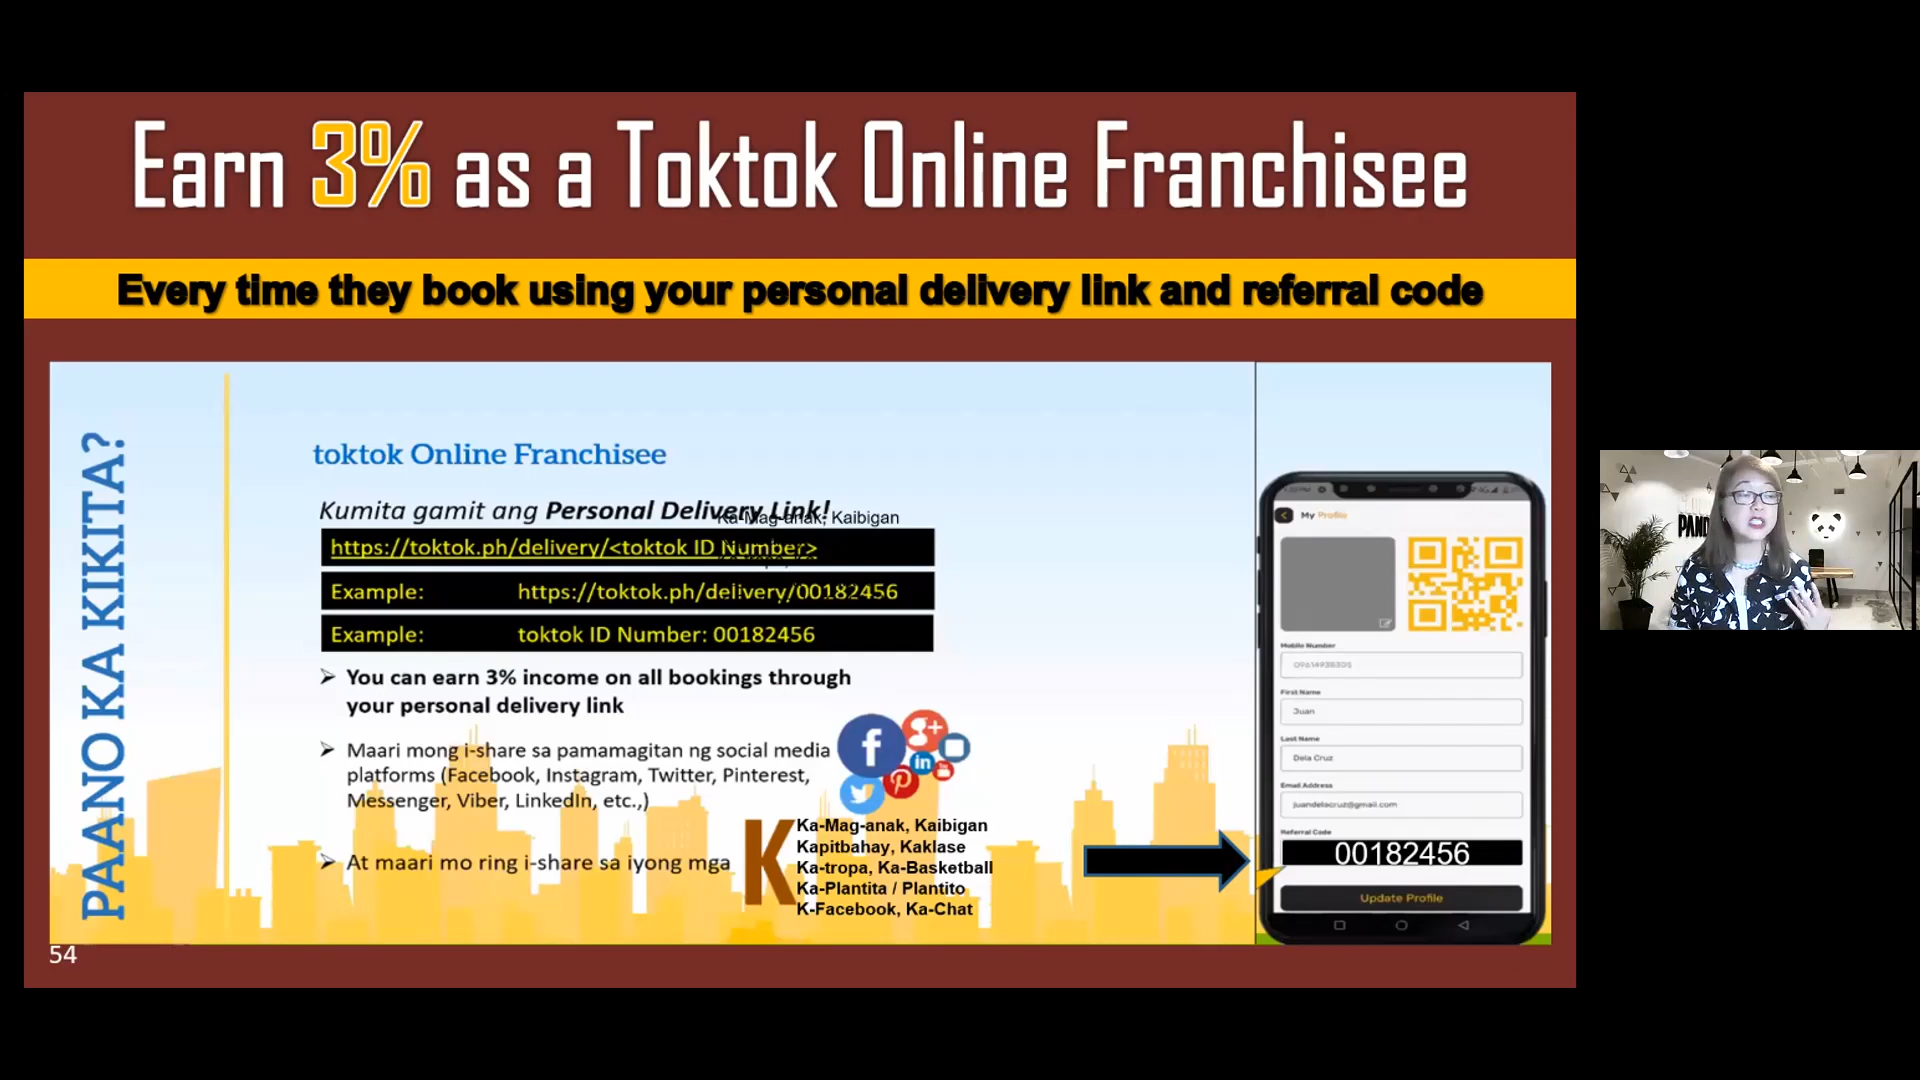 Earn 3% as a Toktok Online Franchisee
Every time they book using your personal delivery link and referral code
PAANO KA KIKITA?
toktok Online Franchisee
Kumita gamit ang Personal Delivery Link!
Ka-Mag-anak, Kaibigan
https://toktok.ph/delivery/<toktok ID Number>
Example: https://toktok.ph/delivery/00182456
Example: toktok ID Number: 00182456
➢ You can earn 3% income on all bookings through
your personal delivery link
➢ Maari mong i-share sa pamamagitan ng social media
platforms (Facebook, Instagram, Twitter, Pinterest,
Messenger, Viber, LinkedIn, etc.,)
➢ At maari mo ring i-share sa iyong mga
K
Ka-Mag-anak, Kaibigan
Kapitbahay, Kaklase
Ka-tropa, Ka-Basketball
Ka-Plantita / Plantito
K-Facebook, Ka-Chat
My Profile
Mobile Number
09614938305
First Name
Juan
Last Name
Dela Cruz
Email Address
juandelacruz@gmail.com
Referral Code
00182456
Update Profile
54